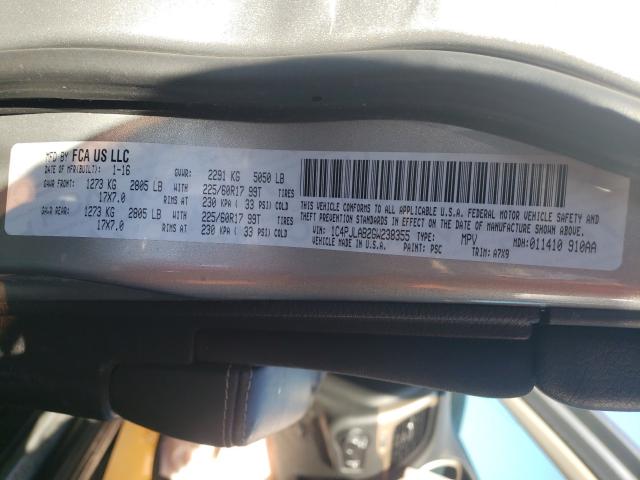 MFD BY FCA US LLC
DATE OF MFR(BUILT): 1-16 GVWR: 2291 KG 5050 LB
GAWR FRONT: 1273 KG 2805 LB WITH 225/60R17 99T TIRES
17X7.0 RIMS AT 230 KPA ( 33 PSI) COLD
GAWR REAR: 1273 KG 2805 LB WITH 225/60R17 99T TIRES
17X7.0 RIMS AT 230 KPA ( 33 PSI) COLD
THIS VEHICLE CONFORMS TO ALL APPLICABLE U.S.A. FEDERAL MOTOR VEHICLE SAFETY AND
THEFT PREVENTION STANDARDS IN EFFECT ON THE DATE OF MANUFACTURE SHOWN ABOVE.
VIN: 1C4PJLAB2GW238355 TYPE: MPV MDH:011410 910AA
VEHICLE MADE IN U.S.A. PAINT: PSC TRIM: A7X9